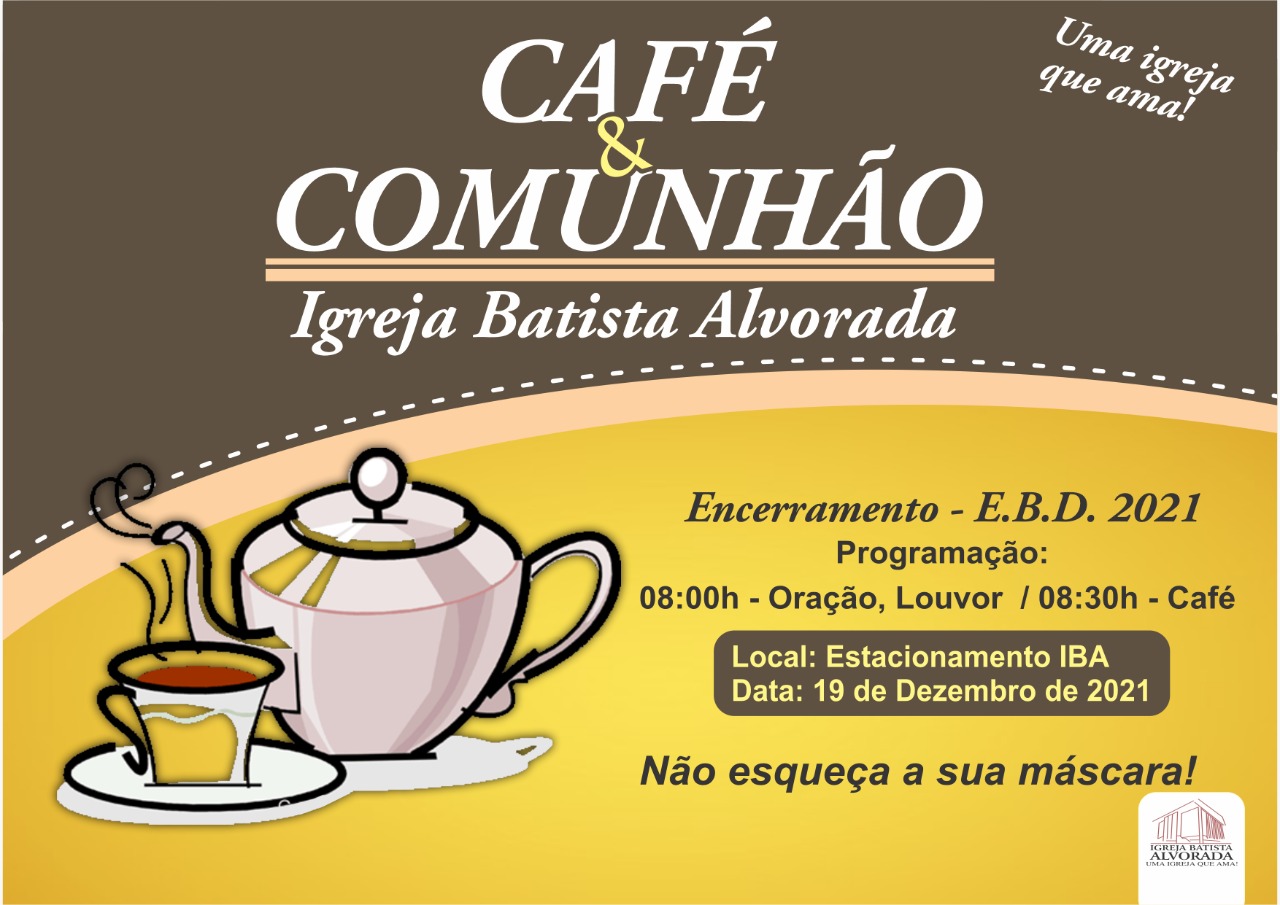 Uma igreja
que ama!
CAFÉ
&
COMUNHÃO
Igreja Batista Alvorada
Encerramento - E.B.D. 2021
Programação:
08:00h - Oração, Louvor / 08:30h - Café
Local: Estacionamento IBA
Data: 19 de Dezembro de 2021
Não esqueça a sua máscara!
IGREJA BATISTA
ALVORADA
UMA IGREJA QUE AMA!